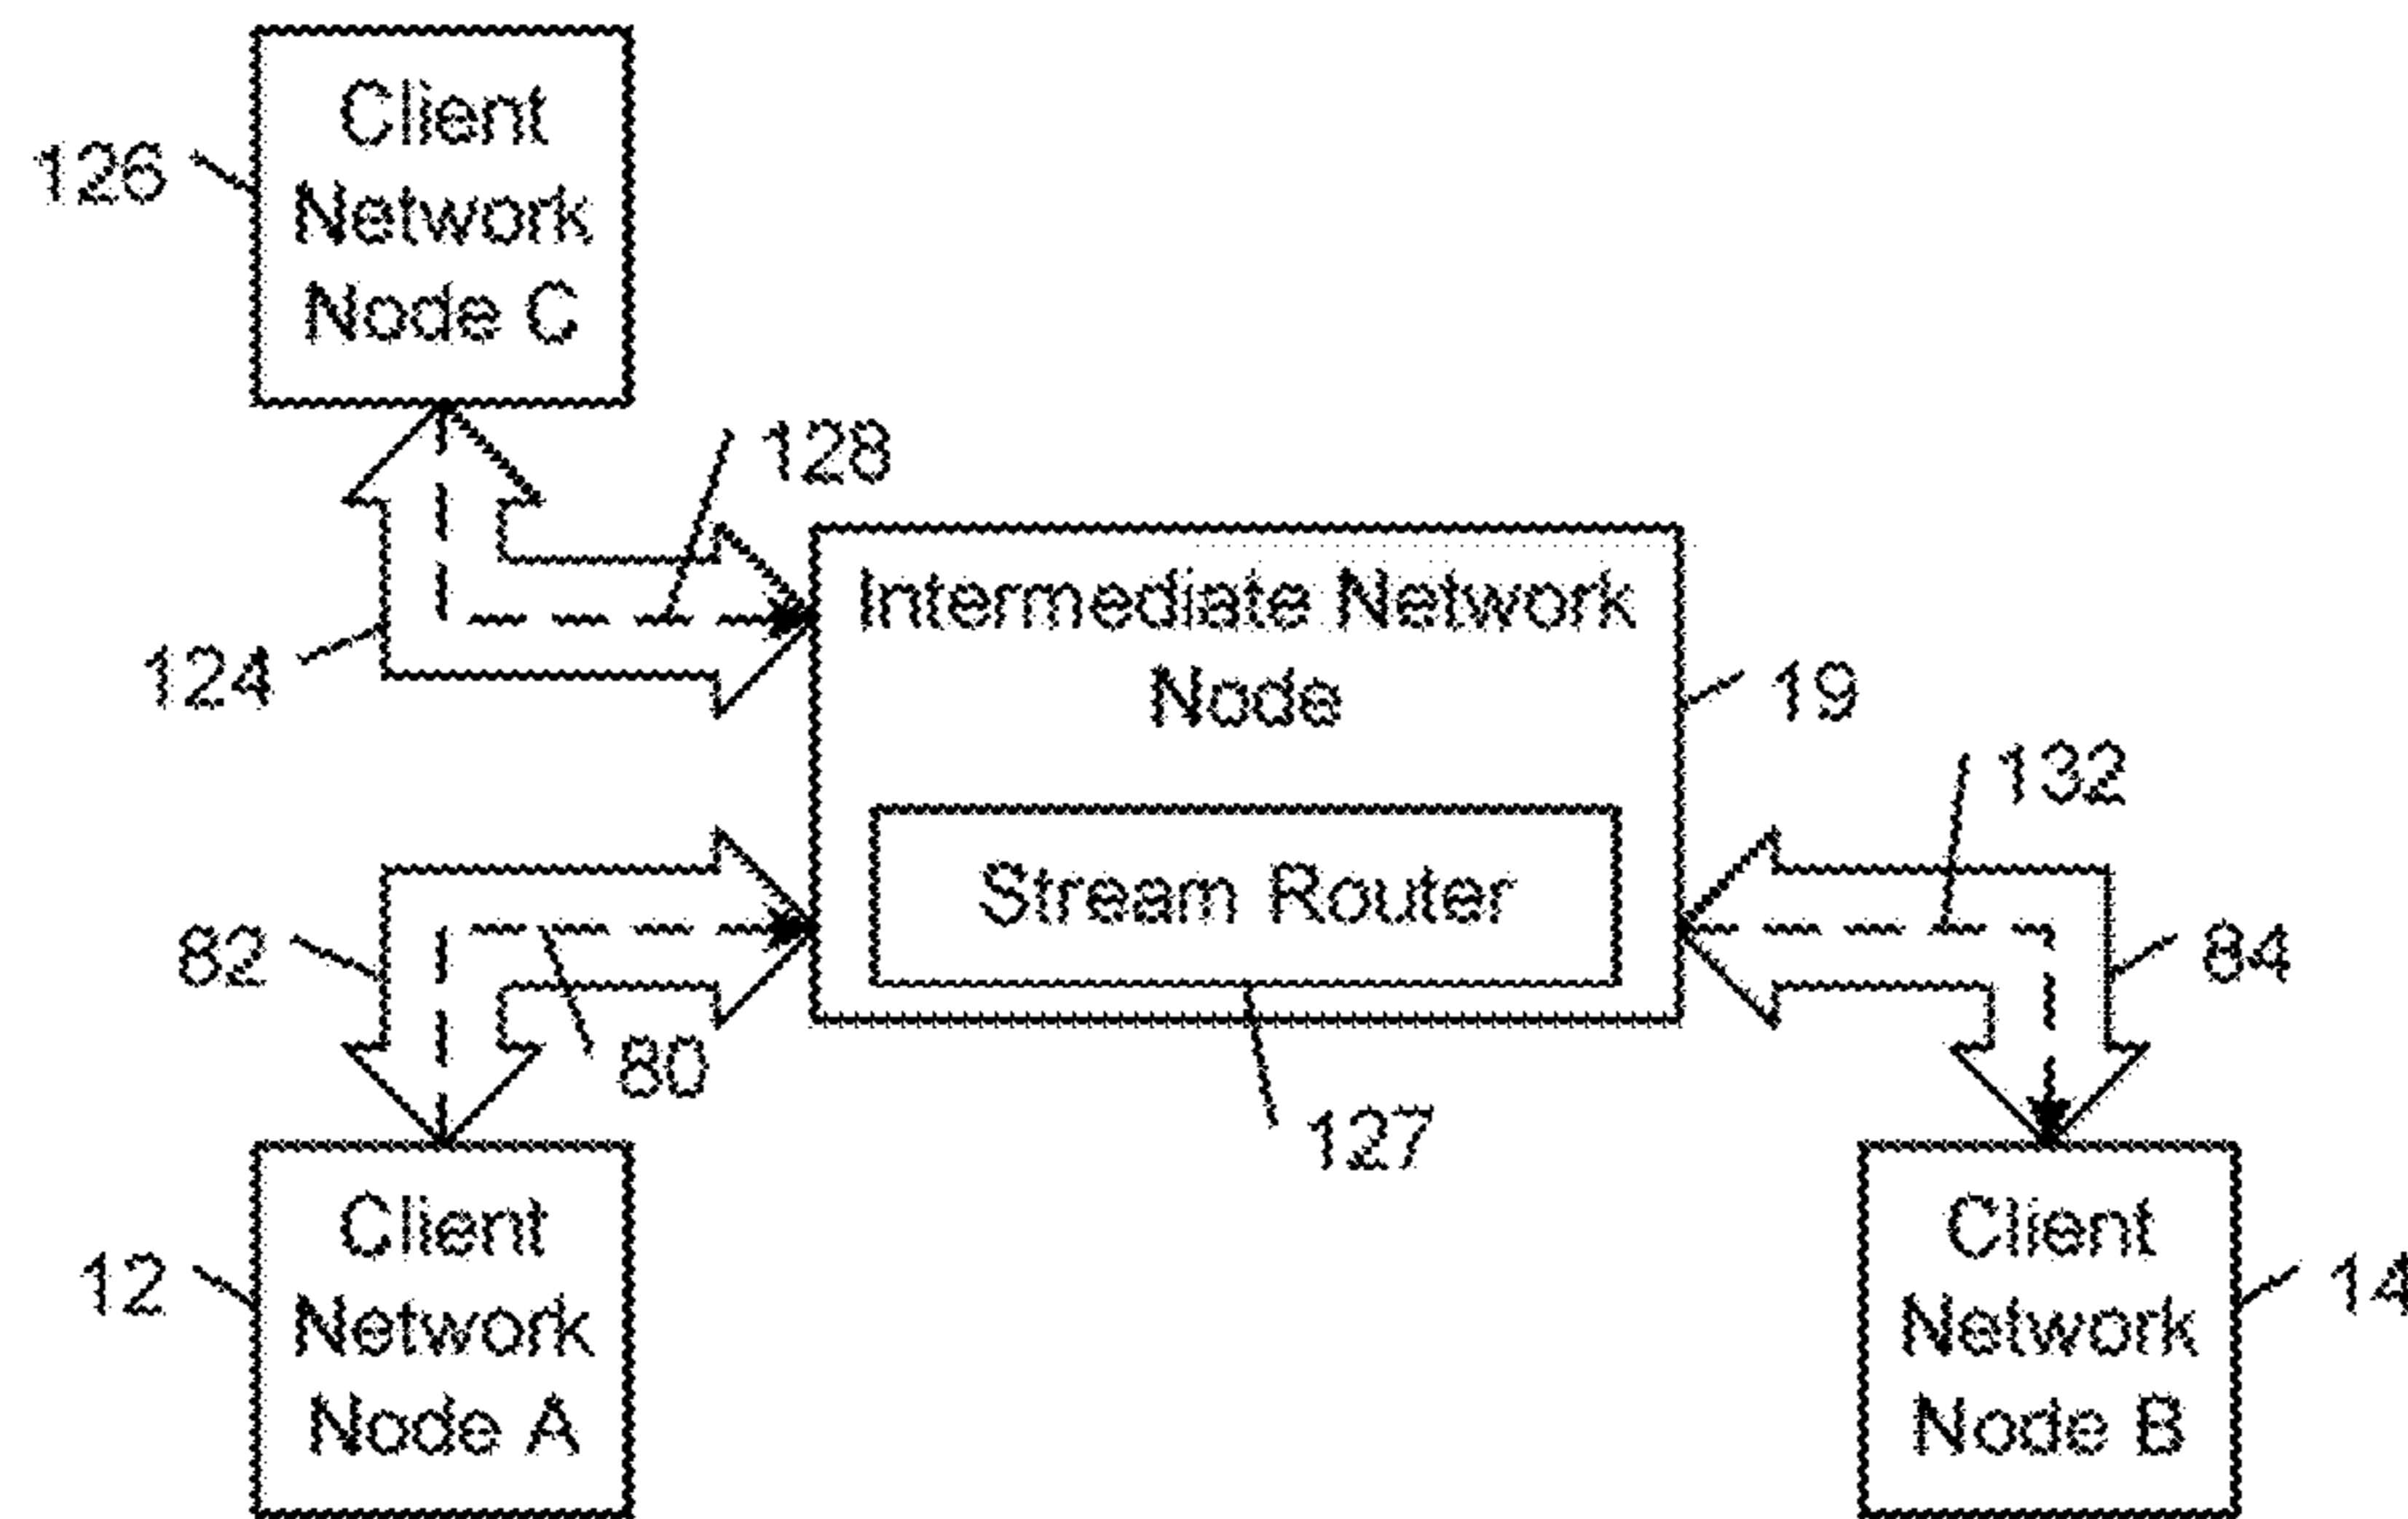 Client
Network
Node C
126
128
124
Intermediate Network
Node
19
132
Stream Router
82
84
80
127
Client
Network
Node A
12
Client
Network
Node B
14